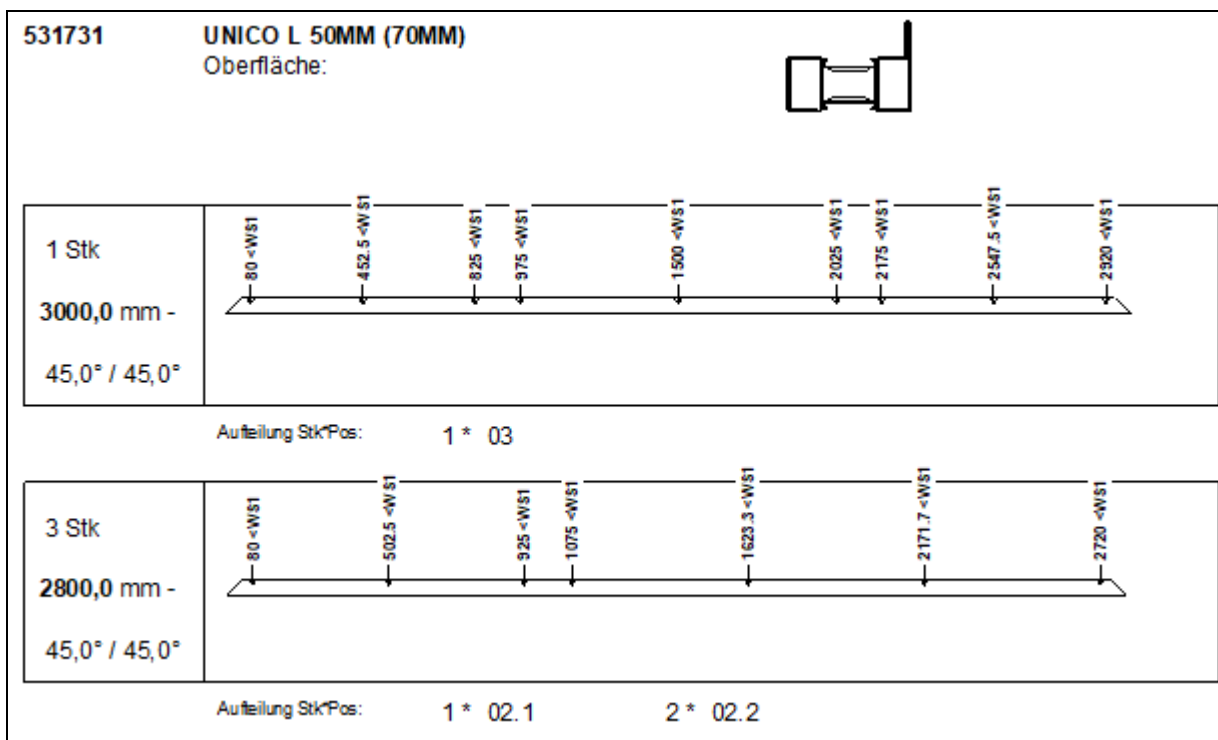 531731 UNICO L 50MM (70MM)
Oberfläche:
1 Stk
3000,0 mm -
45,0° / 45,0°
80 <WS1
452.5 <WS1
825 <WS1
975 <WS1
1500 <WS1
2025 <WS1
2175 <WS1
2547.5 <WS1
2920 <WS1
Aufteilung Stk*Pos: 1 * 03
3 Stk
2800,0 mm -
45,0° / 45,0°
80 <WS1
502.5 <WS1
925 <WS1
1075 <WS1
1623.3 <WS1
2171.7 <WS1
2720 <WS1
Aufteilung Stk*Pos: 1 * 02.1 2 * 02.2